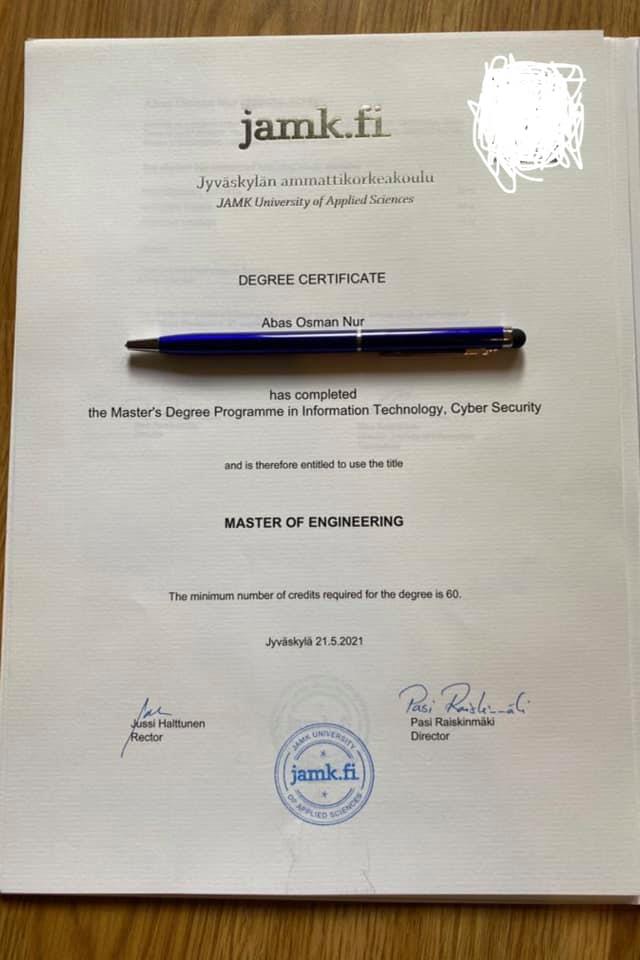 jamk.fi
Jyväskylän ammattikorkeakoulu
JAMK University of Applied Sciences
DEGREE CERTIFICATE
Abas Osman Nur
has completed
the Master's Degree Programme in Information Technology, Cyber Security
and is therefore entitled to use the title
MASTER OF ENGINEERING
The minimum number of credits required for the degree is 60.
Jyväskylä 21.5.2021
Pasi Raiskinmäki
Jussi Halttunen
Rector
Pasi Raiskinmäki
Director
JAMK UNIVERSITY
jamk.fi
OF APPLIED SCIENCES